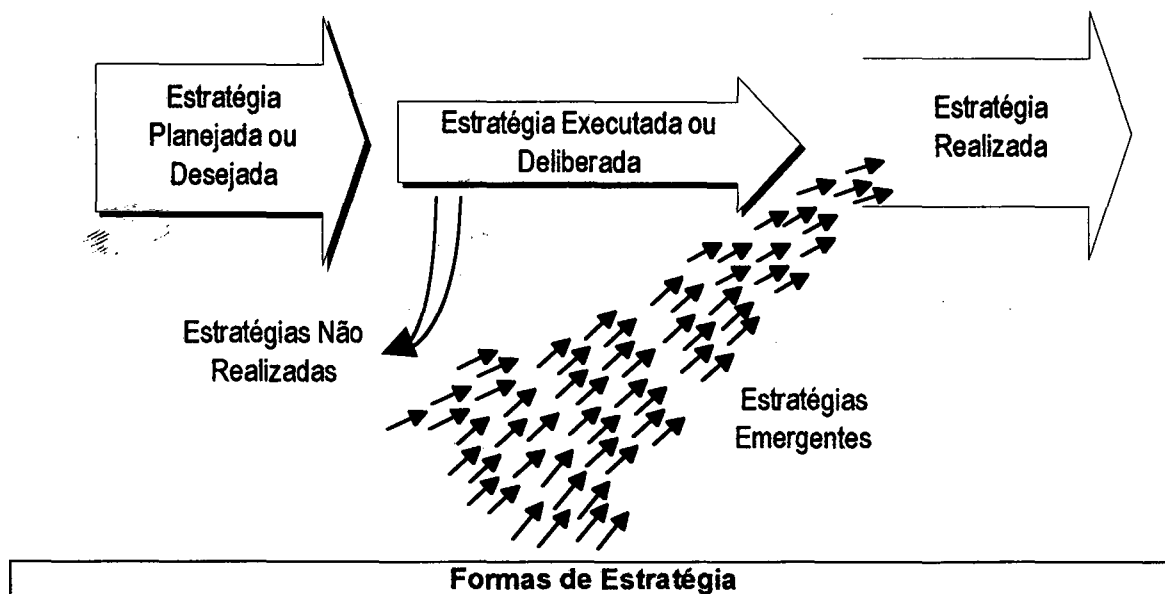 Estratégia
Planejada ou
Desejada
Estratégia Executada ou
Deliberada
Estratégia
Realizada
Estratégias Não
Realizadas
Estratégias
Emergentes
Formas de Estratégia